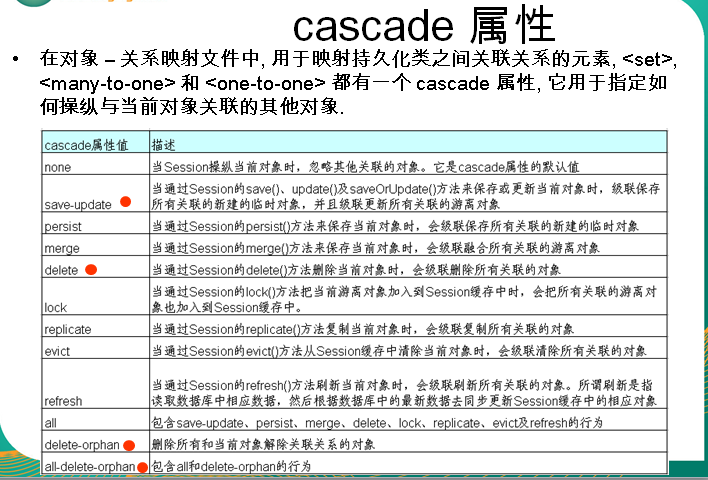 cascade 属性
• 在对象 – 关系映射文件中, 用于映射持久化类之间关联关系的元素, <set>,
<many-to-one> 和 <one-to-one> 都有一个 cascade 属性, 它用于指定如
何操纵与当前对象关联的其他对象.
cascade属性值 描述
none 当Session操纵当前对象时，忽略其他关联的对象。它是cascade属性的默认值
save-update 当通过Session的save()、update()及saveOrUpdate()方法来保存或更新当前对象时，级联保存
所有关联的新建的临时对象，并且级联更新所有关联的游离对象
persist 当通过Session的persist()方法来保存当前对象时，会级联保存所有关联的新建的临时对象
merge 当通过Session的merge()方法来保存当前对象时，会级联融合所有关联的游离对象
delete 当通过Session的delete()方法删除当前对象时，会级联删除所有关联的对象
lock 当通过Session的lock()方法把当前游离对象加入到Session缓存中时，会把所有关联的游离对
象也加入到Session缓存中。
replicate 当通过Session的replicate()方法复制当前对象时，会级联复制所有关联的对象
evict 当通过Session的evict()方法从Session缓存中清除当前对象时，会级联清除所有关联的对象
refresh 当通过Session的refresh()方法刷新当前对象时，会级联刷新所有关联的对象。所谓刷新是指
读取数据库中相应数据，然后根据数据库中的最新数据去同步更新Session缓存中的相应对象
all 包含save-update、persist、merge、delete、lock、replicate、evict及refresh的行为
delete-orphan 删除所有和当前对象解除关联关系的对象
all-delete-orphan 包含all和delete-orphan的行为